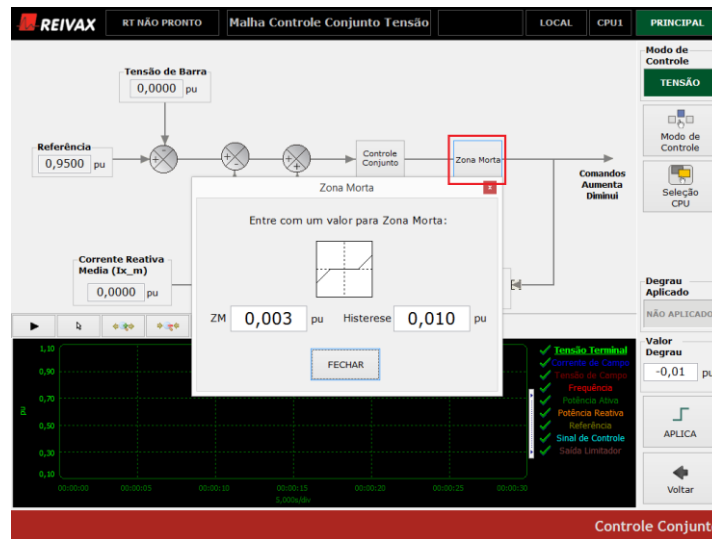 REIVAX
RT NÃO PRONTO
Malha Controle Conjunto Tensão
LOCAL
CPU1
PRINCIPAL
Modo de
Controle
TENSÃO
Modo de
Controle
Seleção
CPU
Tensão de Barra
0,0000 pu
Referência
0,9500 pu
Controle
Conjunto
Zona Morta
Comandos
Aumenta
Diminui
Zona Morta
x
Entre com um valor para Zona Morta:
ZM 0,003 pu Histerese 0,010 pu
FECHAR
Corrente Reativa
Media (Ix_m)
0,0000 pu
Degrau
Aplicado
NÃO APLICADO
Valor
Degrau
-0,01 pu
APLICA
Voltar
1,10
0,90
0,70
0,50
0,30
0,10
pu
00:00:00 00:00:05 00:00:10 00:00:15 00:00:20 00:00:25 00:00:30
5,000s/div
Tensão Terminal
Corrente de Campo
Tensão de Campo
Frequência
Potência Ativa
Potência Reativa
Referência
Sinal de Controle
Saída Limitador
Controle Conjunt